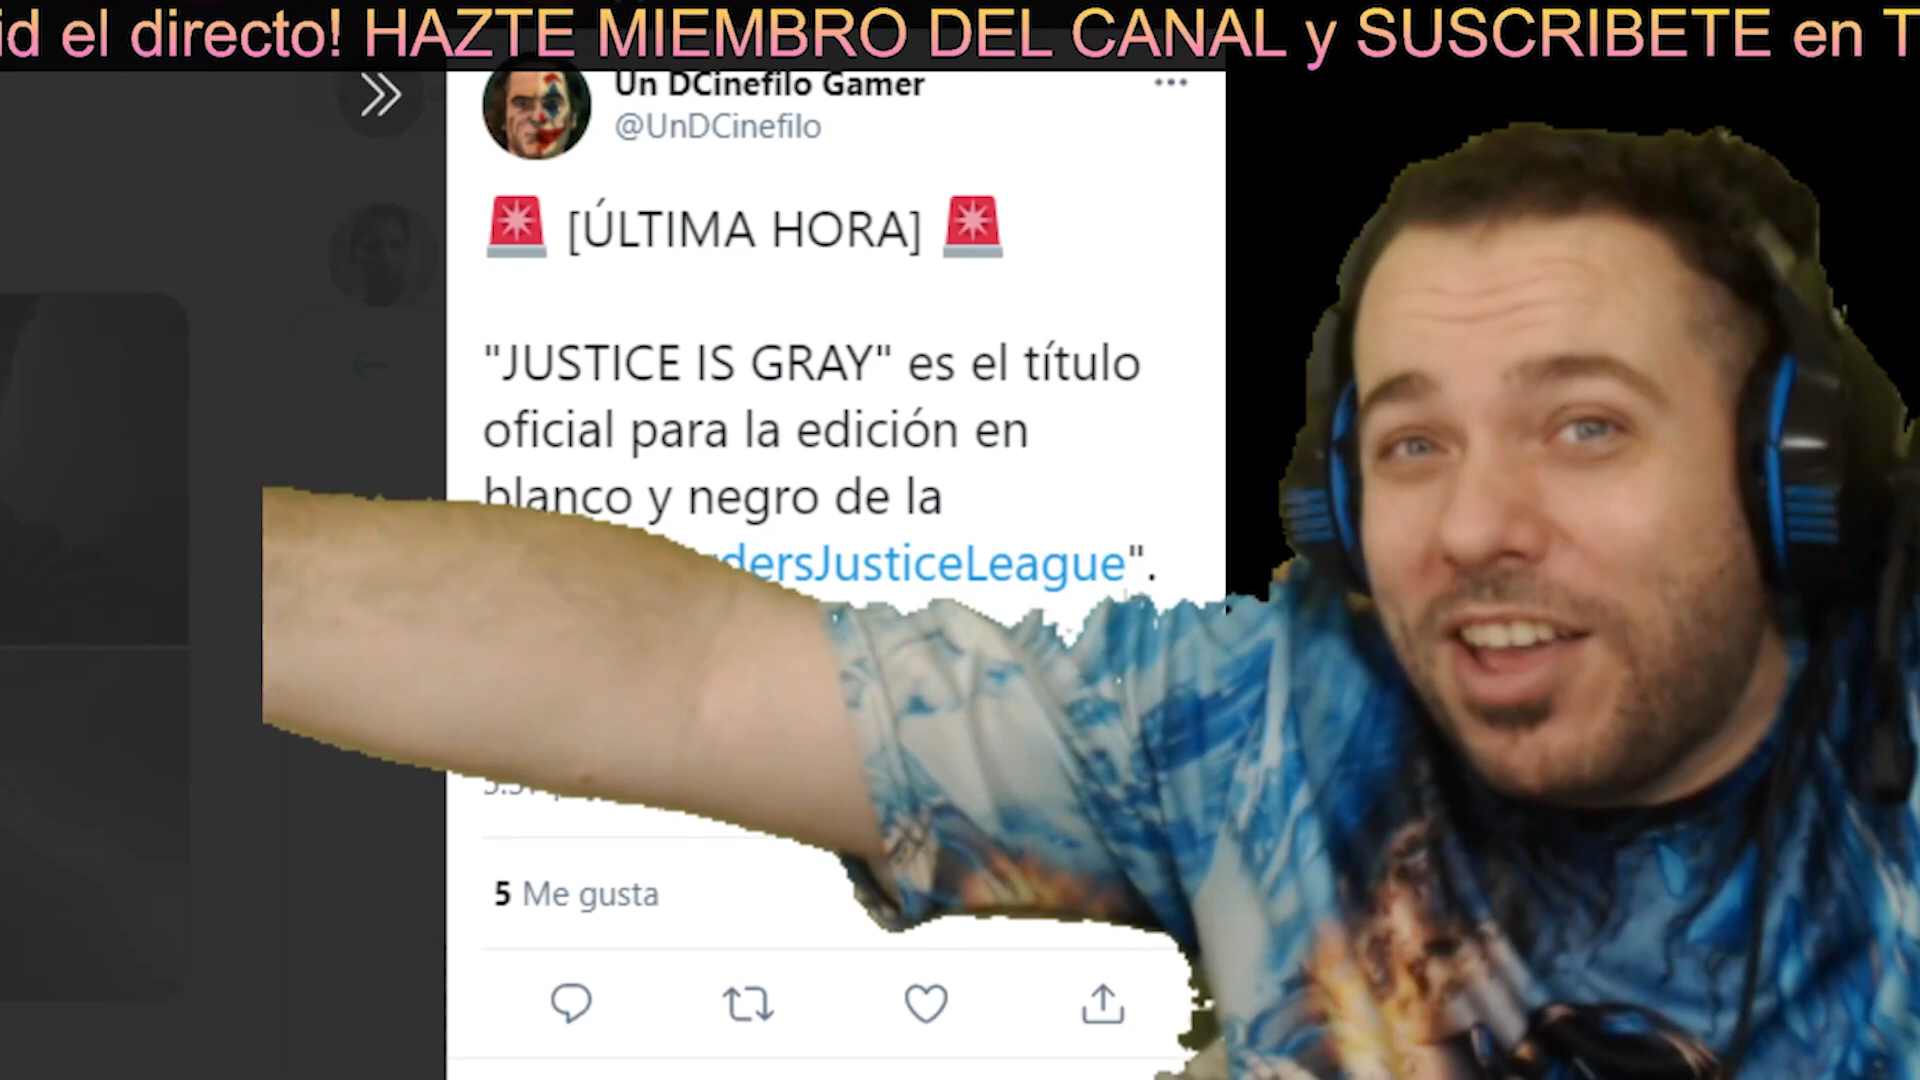 id el directo! HAZTE MIEMBRO DEL CANAL y SUSCRIBETE en T
Un DCinefilo Gamer
@UnDCinefilo
[ÚLTIMA HORA]
"JUSTICE IS GRAY" es el título
oficial para la edición en
blanco y negro de la
dersJusticeLeague".
5 Me gusta